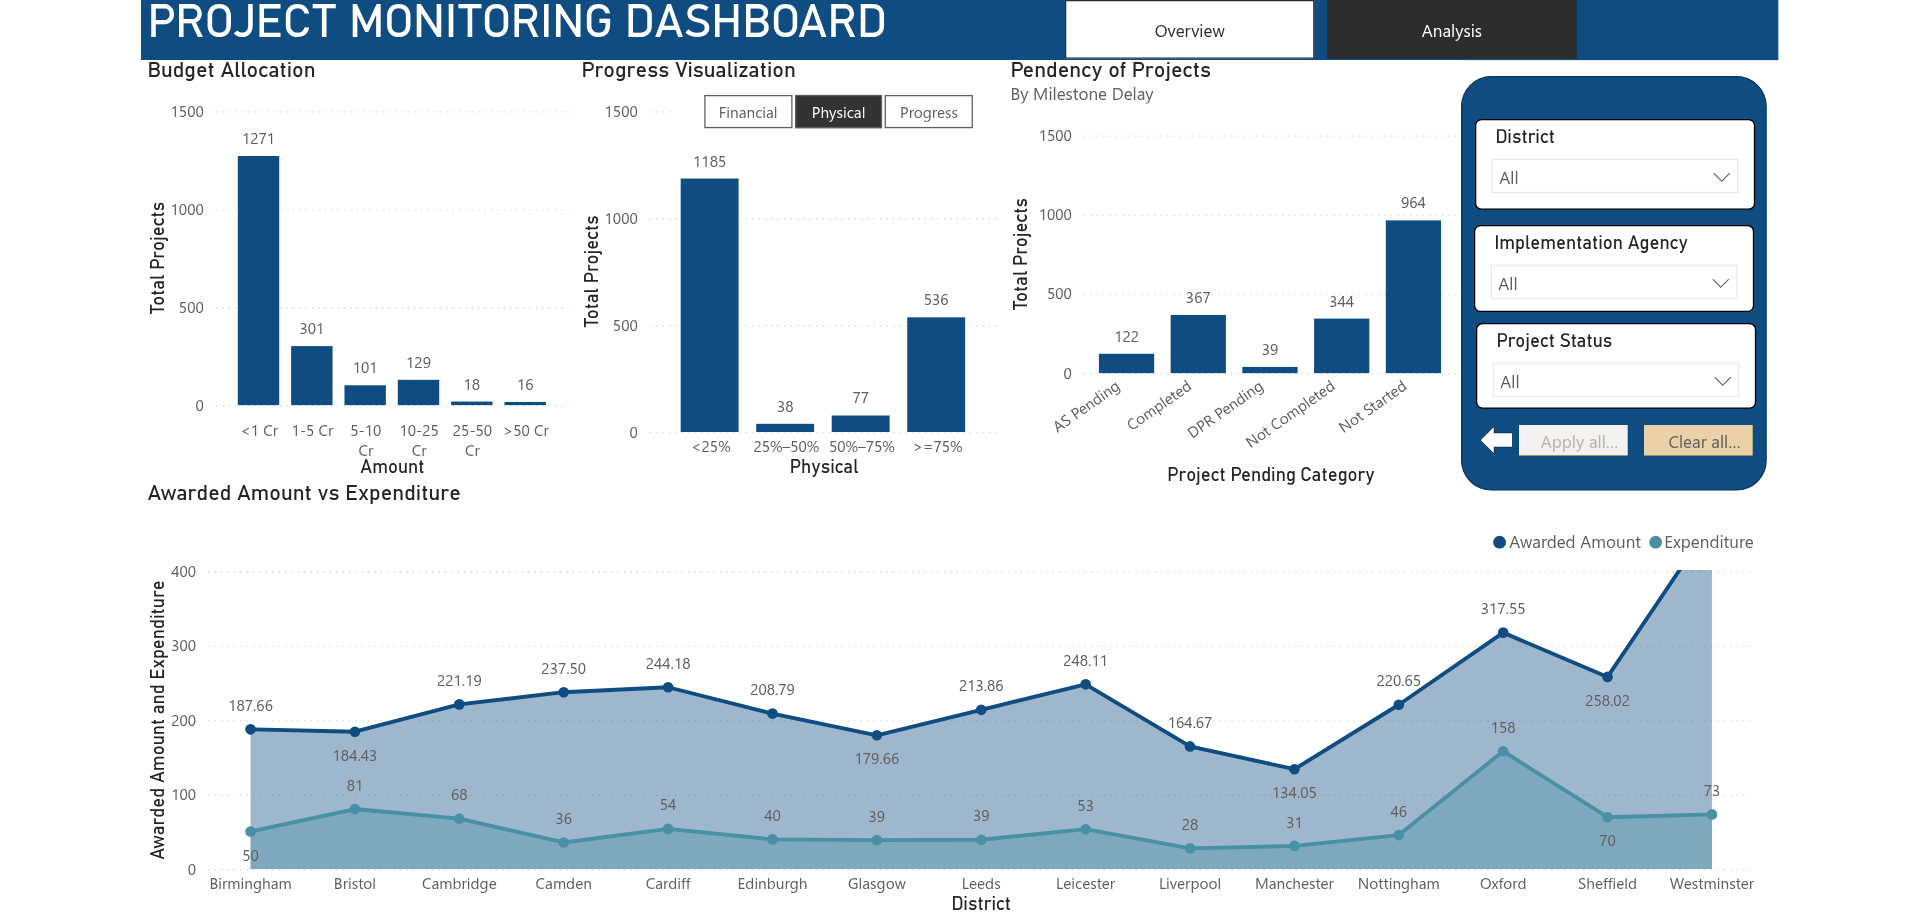 PROJECT MONITORING DASHBOARD
Overview
Analysis
Budget Allocation
1500
1000
500
0
Total Projects
1271
301
101
129
18
16
<1 Cr
1-5 Cr
5-10
Cr
10-25
Cr
25-50
Cr
>50 Cr
Amount
Progress Visualization
Financial
Physical
Progress
1500
1000
500
0
Total Projects
1185
38
77
536
<25%
25%–50%
50%–75%
>=75%
Physical
Pendency of Projects
By Milestone Delay
1500
1000
500
0
Total Projects
122
367
39
344
964
AS Pending
Completed
DPR Pending
Not Completed
Not Started
Project Pending Category
District
All
Implementation Agency
All
Project Status
All
Apply all...
Clear all...
Awarded Amount vs Expenditure
Awarded Amount
Expenditure
400
300
200
100
0
Awarded Amount and Expenditure
187.66
184.43
221.19
237.50
244.18
208.79
179.66
213.86
248.11
164.67
134.05
220.65
317.55
258.02
50
81
68
36
54
40
39
39
53
28
31
46
158
70
73
Birmingham
Bristol
Cambridge
Camden
Cardiff
Edinburgh
Glasgow
Leeds
Leicester
Liverpool
Manchester
Nottingham
Oxford
Sheffield
Westminster
District